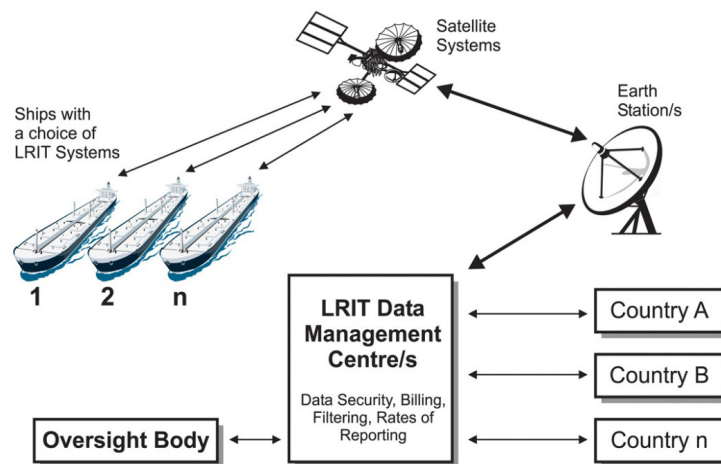 Satellite
Systems
Earth
Station/s
Ships with
a choice of
LRIT Systems
1 2 n
LRIT Data
Management
Centre/s
Data Security, Billing,
Filtering, Rates of
Reporting
Country A
Country B
Country n
Oversight Body